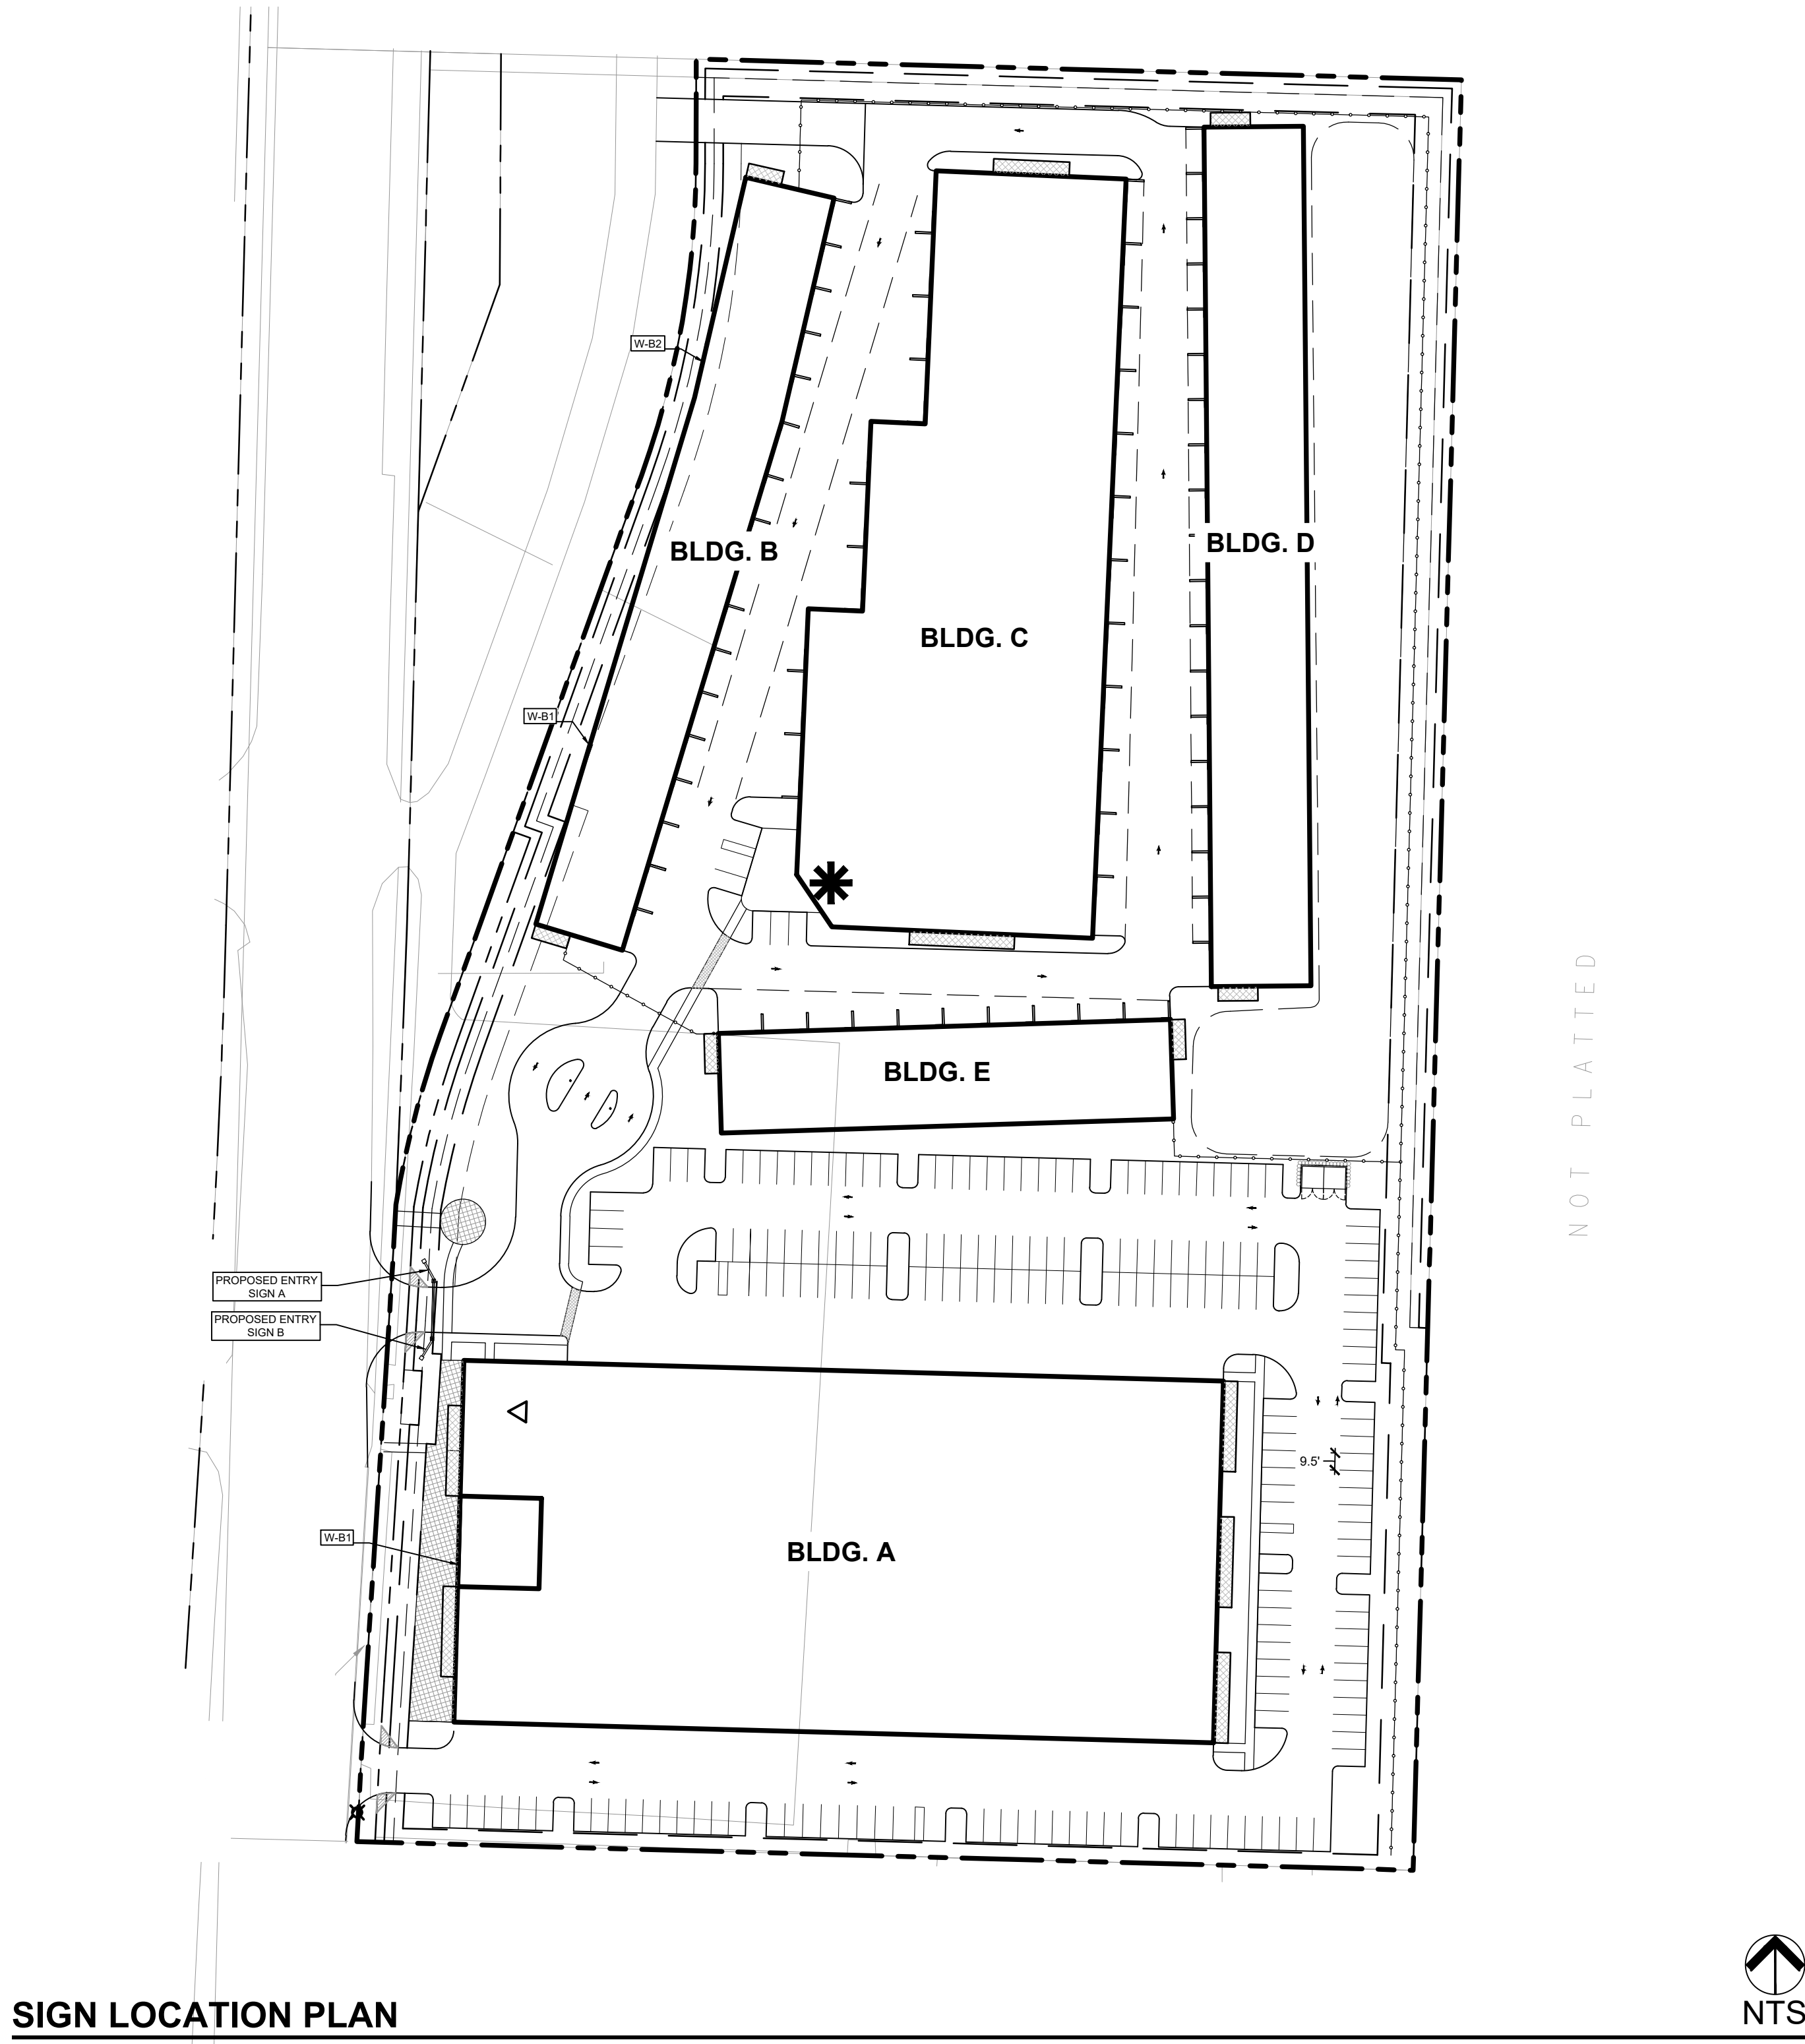 W-B2
BLDG. B
BLDG. D
BLDG. C
W-B1
NOT PLATTED
BLDG. E
PROPOSED ENTRY
SIGN A
PROPOSED ENTRY
SIGN B
9.5'
W-B1
BLDG. A
SIGN LOCATION PLAN
NTS